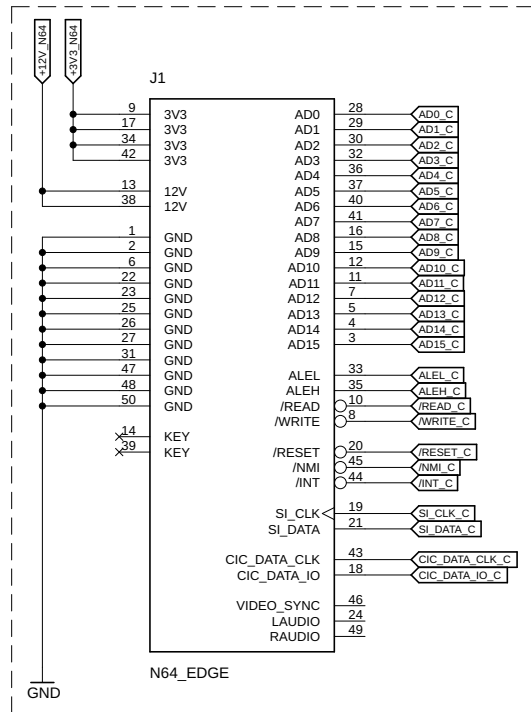 +12V_N64
+3V3_N64
J1
9 3V3 AD0 28 AD0_C
17 3V3 AD1 29 AD1_C
34 3V3 AD2 30 AD2_C
42 3V3 AD3 32 AD3_C
AD4 36 AD4_C
13 12V AD5 37 AD5_C
38 12V AD6 40 AD6_C
AD7 41 AD7_C
1 GND AD8 16 AD8_C
2 GND AD9 15 AD9_C
6 GND AD10 12 AD10_C
22 GND AD11 11 AD11_C
23 GND AD12 7 AD12_C
25 GND AD13 5 AD13_C
26 GND AD14 4 AD14_C
27 GND AD15 3 AD15_C
31 GND
47 GND ALEL 33 ALEL_C
48 GND ALEH 35 ALEH_C
50 GND /READ 10 /READ_C
/WRITE 8 /WRITE_C
14 KEY
39 KEY /RESET 20 /RESET_C
/NMI 45 /NMI_C
/INT 44 /INT_C
SI_CLK 19 SI_CLK_C
SI_DATA 21 SI_DATA_C
CIC_DATA_CLK 43 CIC_DATA_CLK_C
CIC_DATA_IO 18 CIC_DATA_IO_C
VIDEO_SYNC 46
LAUDIO 24
RAUDIO 49
N64_EDGE
GND